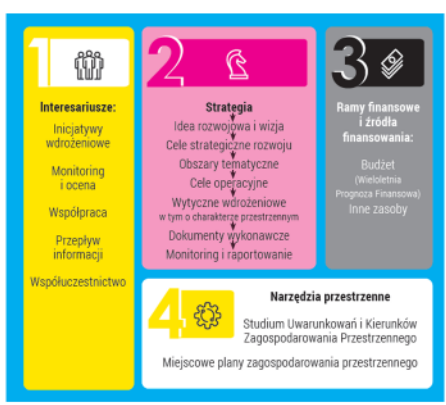 1
Interesariusze:
Inicjatywy
wdrożeniowe
Monitoring
i ocena
Współpraca
Przepływ
informacji
Współuczestnictwo
2
Strategia
Idea rozwojowa i wizja
Cele strategiczne rozwoju
Obszary tematyczne
Cele operacyjne
Wytyczne wdrożeniowe
w tym o charakterze przestrzennym
Dokumenty wykonawcze
Monitoring i raportowanie
3
Ramy finansowe
i źródła
finansowania:
Budżet
(Wieloletnia
Prognoza Finansowa)
Inne zasoby
4
Narzędzia przestrzenne
Studium Uwarunkowań i Kierunków
Zagospodarowania Przestrzennego
Miejscowe plany zagospodarowania przestrzennego